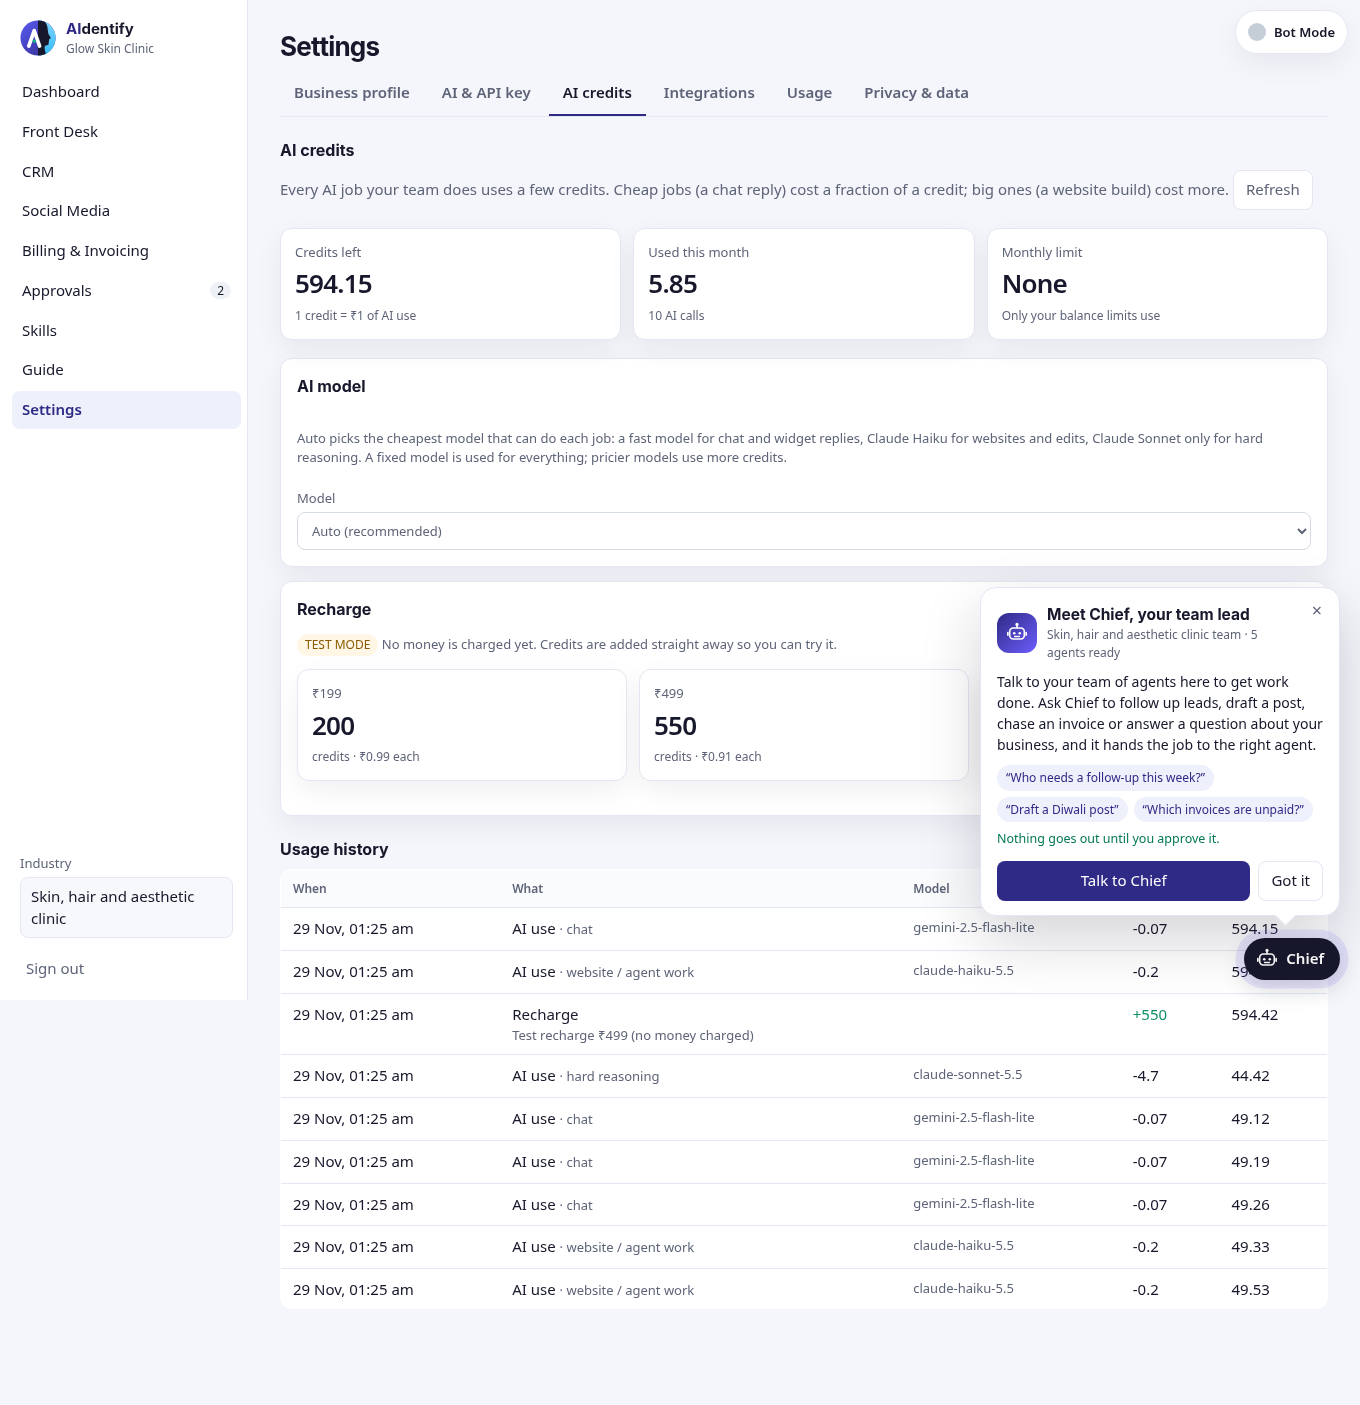 AIdentify
Glow Skin Clinic
Dashboard
Front Desk
CRM
Social Media
Billing & Invoicing
Approvals 2
Skills
Guide
Settings
Industry
Skin, hair and aesthetic
clinic
Sign out
Settings
Bot Mode
Business profile AI & API key AI credits Integrations Usage Privacy & data
AI credits
Every AI job your team does uses a few credits. Cheap jobs (a chat reply) cost a fraction of a credit; big ones (a website build) cost more. Refresh
Credits left
594.15
1 credit = ₹1 of AI use
Used this month
5.85
10 AI calls
Monthly limit
None
Only your balance limits use
AI model
Auto picks the cheapest model that can do each job: a fast model for chat and widget replies, Claude Haiku for websites and edits, Claude Sonnet only for hard
reasoning. A fixed model is used for everything; pricier models use more credits.
Model
Auto (recommended)
Recharge
TEST MODE No money is charged yet. Credits are added straight away so you can try it.
₹199
200
credits · ₹0.99 each
₹499
550
credits · ₹0.91 each
Meet Chief, your team lead ×
Skin, hair and aesthetic clinic team · 5
agents ready
Talk to your team of agents here to get work
done. Ask Chief to follow up leads, draft a post,
chase an invoice or answer a question about your
business, and it hands the job to the right agent.
“Who needs a follow-up this week?”
“Draft a Diwali post” “Which invoices are unpaid?”
Nothing goes out until you approve it.
Talk to Chief Got it
Chief
Usage history
When What Model
29 Nov, 01:25 am AI use · chat gemini-2.5-flash-lite -0.07 594.15
29 Nov, 01:25 am AI use · website / agent work claude-haiku-5.5 -0.2
29 Nov, 01:25 am Recharge +550 594.42
Test recharge ₹499 (no money charged)
29 Nov, 01:25 am AI use · hard reasoning claude-sonnet-5.5 -4.7 44.42
29 Nov, 01:25 am AI use · chat gemini-2.5-flash-lite -0.07 49.12
29 Nov, 01:25 am AI use · chat gemini-2.5-flash-lite -0.07 49.19
29 Nov, 01:25 am AI use · chat gemini-2.5-flash-lite -0.07 49.26
29 Nov, 01:25 am AI use · website / agent work claude-haiku-5.5 -0.2 49.33
29 Nov, 01:25 am AI use · website / agent work claude-haiku-5.5 -0.2 49.53